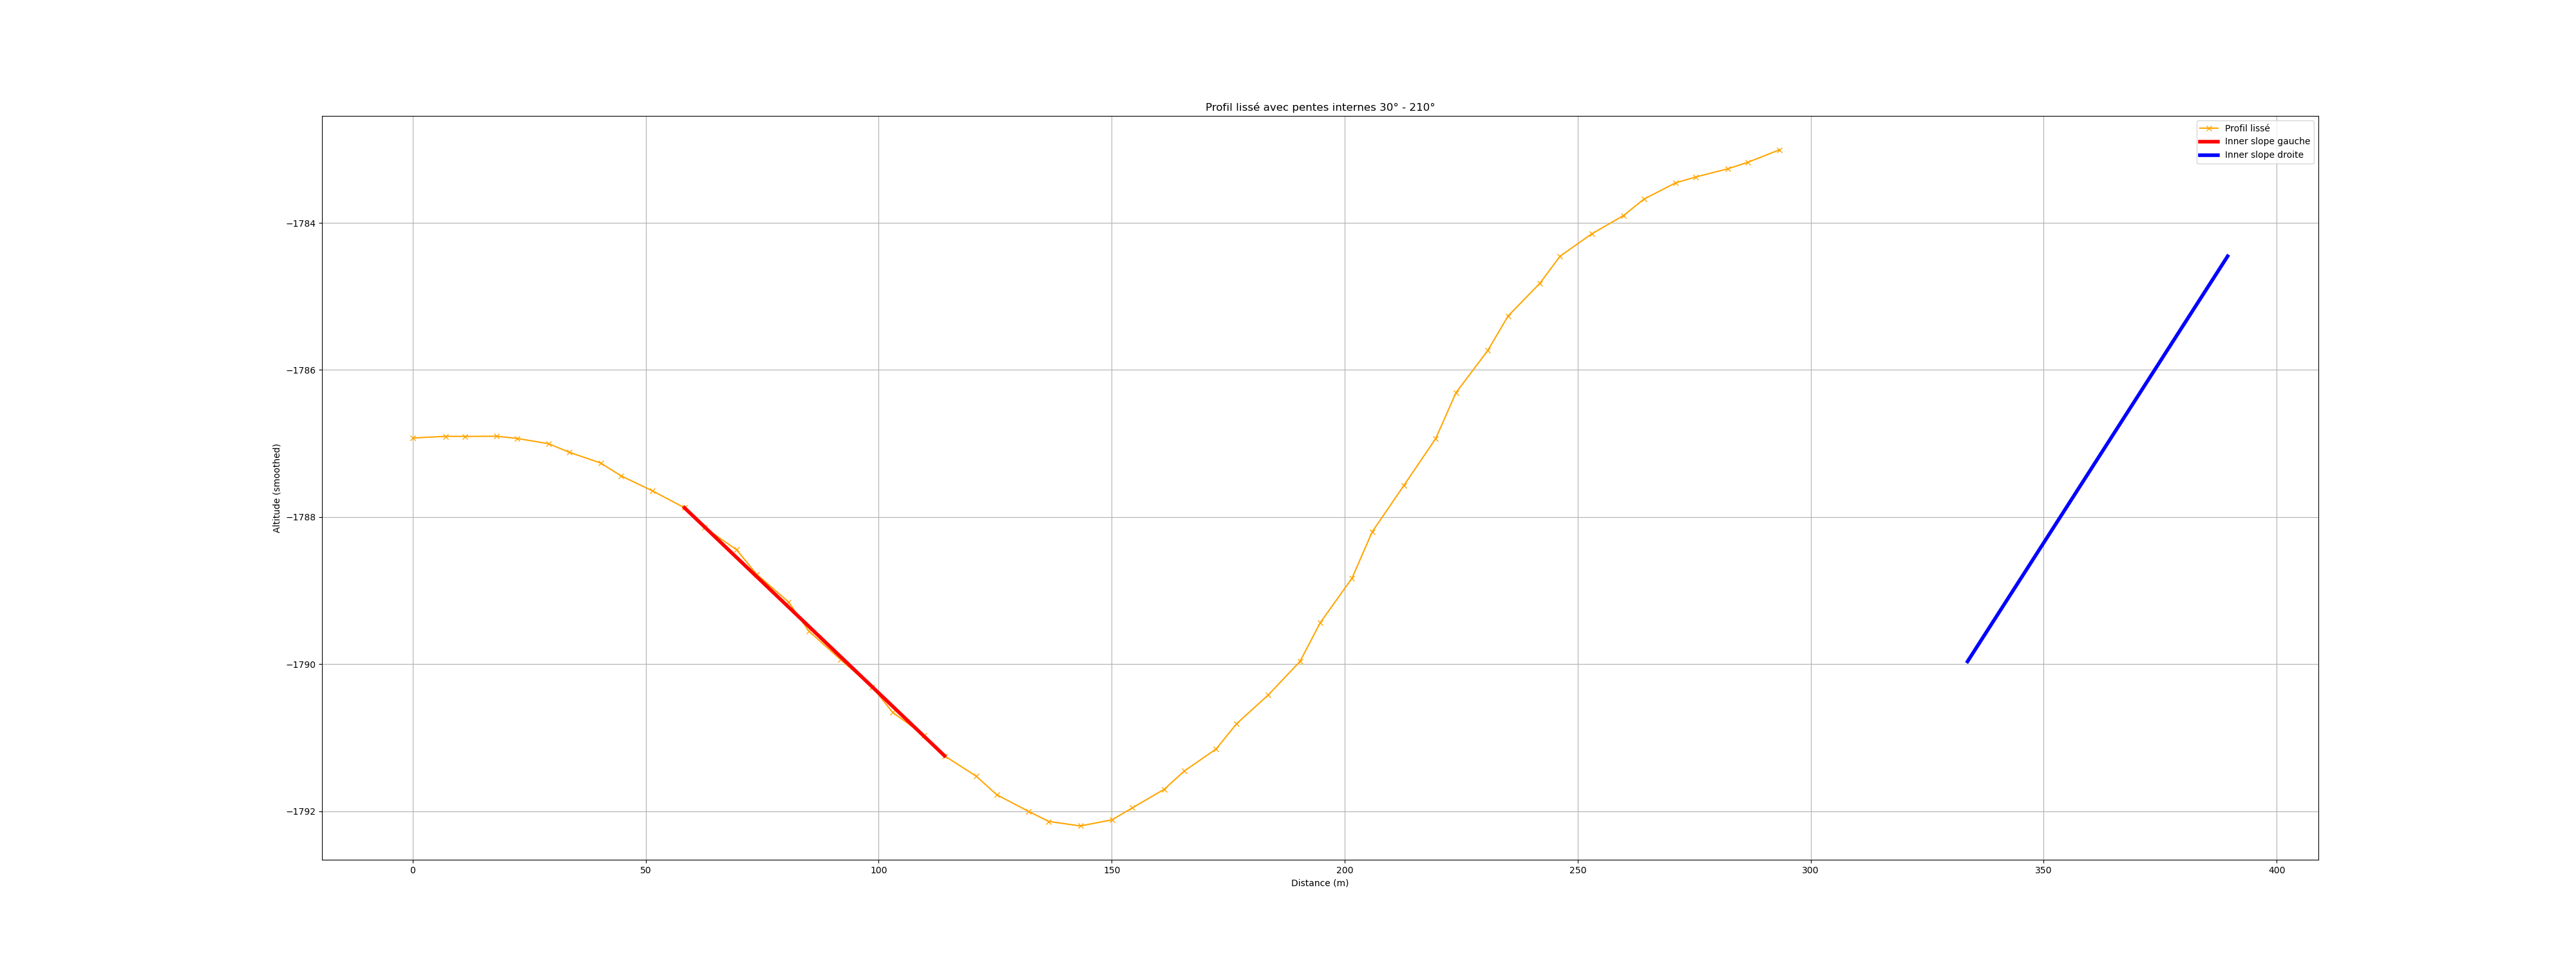 Profil lissé avec pentes internes 30° - 210°
Profil lissé
Inner slope gauche
Inner slope droite
−1784
−1786
−1788
−1790
−1792
Altitude (smoothed)
0
50
100
150
200
250
300
350
400
Distance (m)